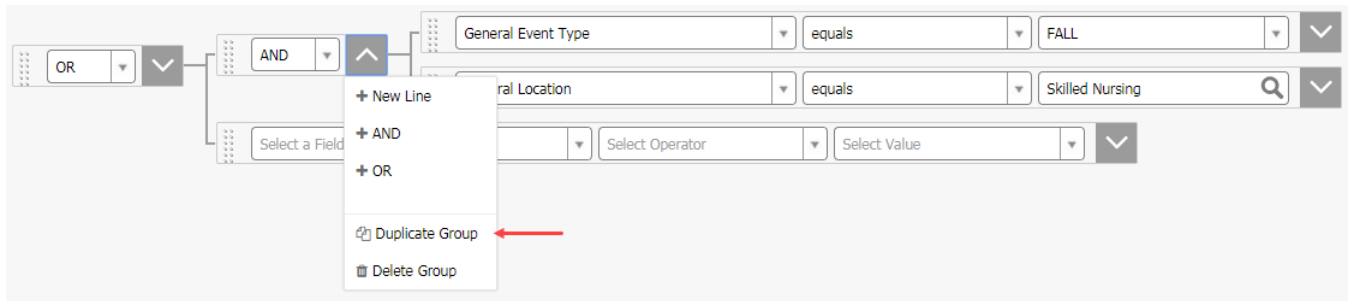 General Event Type equals FALL
OR AND
ral Location equals Skilled Nursing
+ New Line
+ AND
Select a Field Select Operator Select Value
+ OR
Duplicate Group
Delete Group